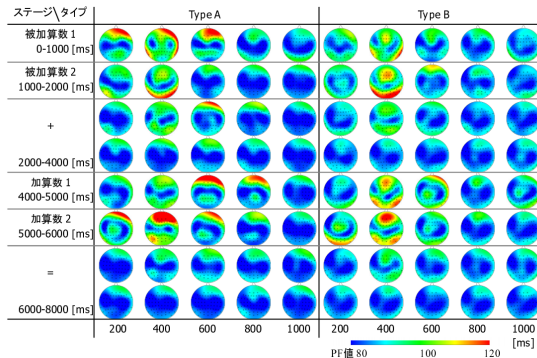 ステージ\タイプ Type A Type B
被加算数 1
0-1000 [ms]
被加算数 2
1000-2000 [ms]
+
2000-4000 [ms]
加算数 1
4000-5000 [ms]
加算数 2
5000-6000 [ms]
=
6000-8000 [ms]
200 400 600 800 1000 200 400 600 800 1000
[ms]
PF値 80 100 120